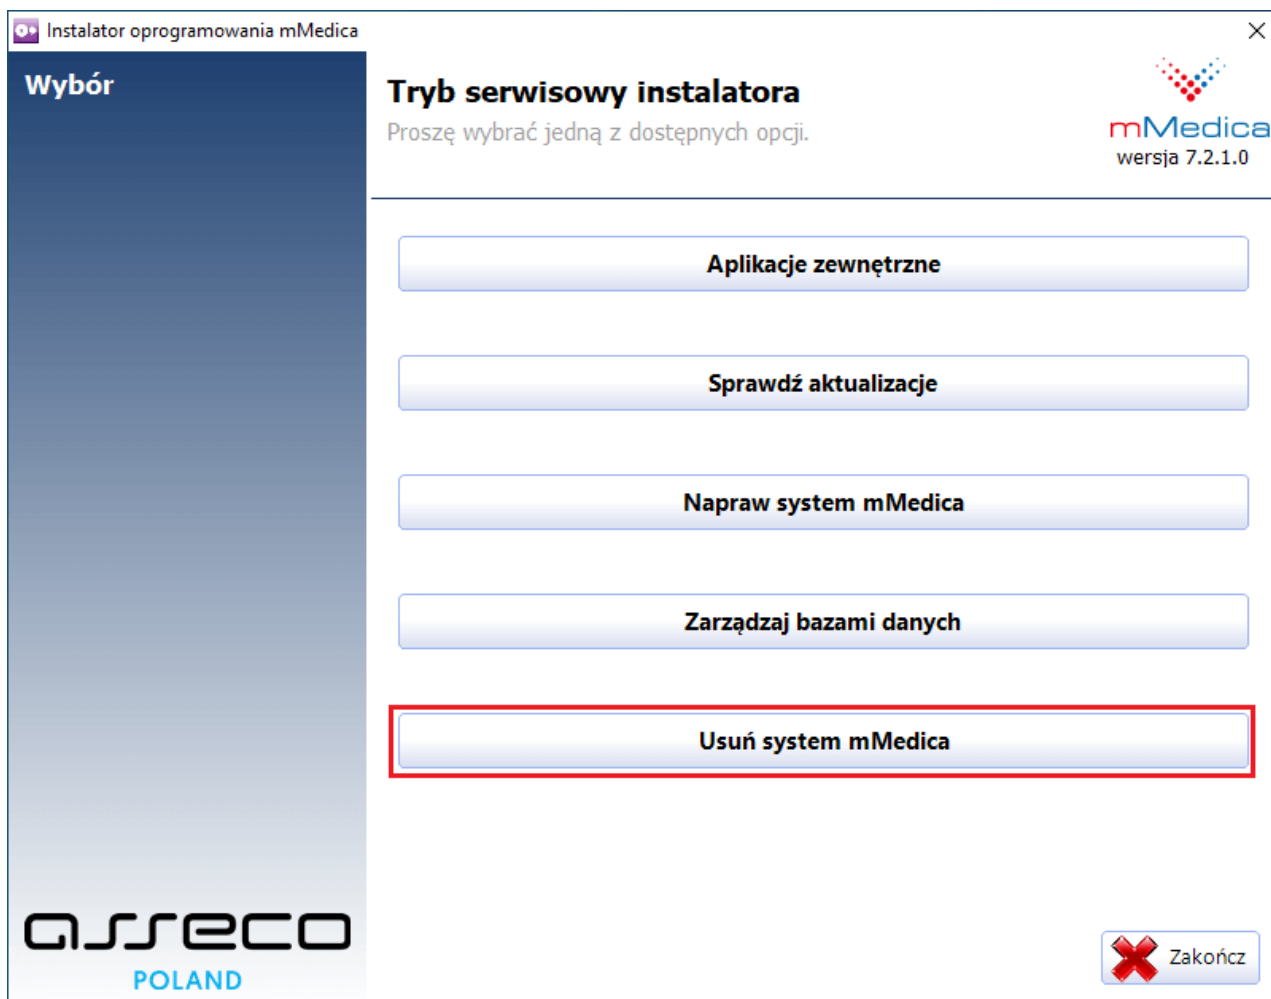 Instalator oprogramowania mMedica
Wybór
Tryb serwisowy instalatora
Proszę wybrać jedną z dostępnych opcji.
mMedica
wersja 7.2.1.0
Aplikacje zewnętrzne
Sprawdź aktualizacje
Napraw system mMedica
Zarządzaj bazami danych
Usuń system mMedica
asseco
POLAND
Zakończ